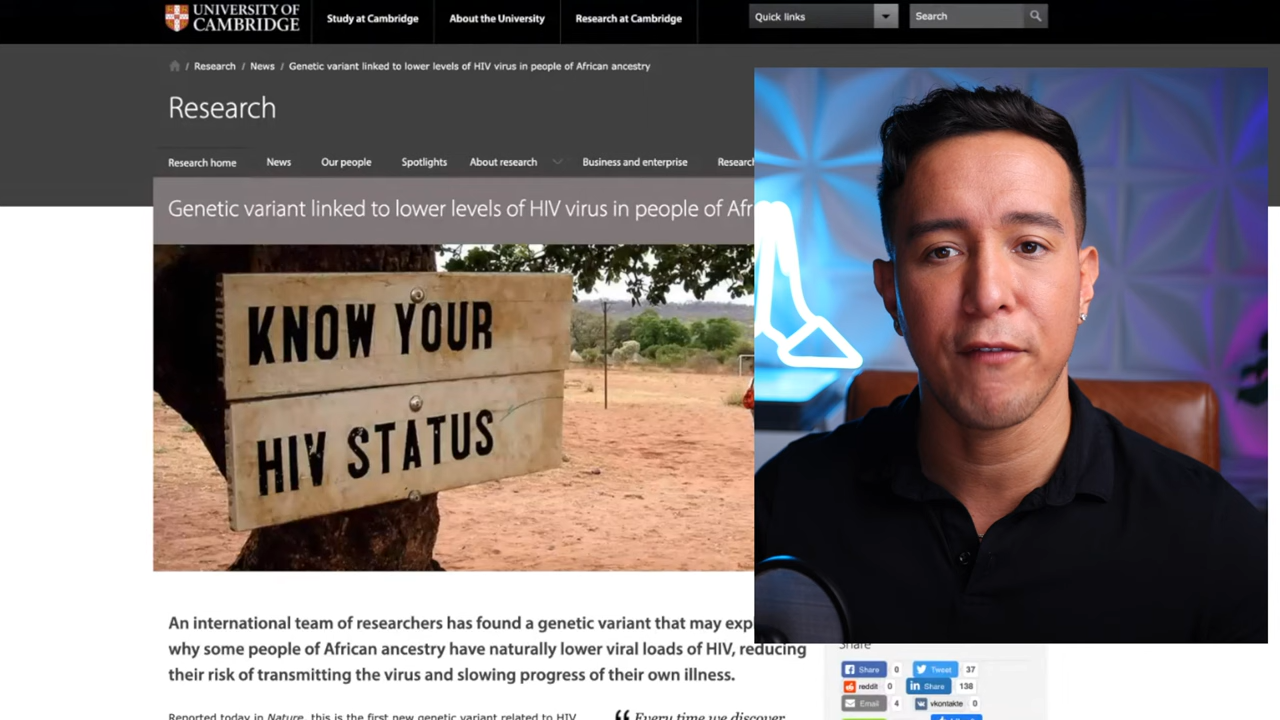 UNIVERSITY OF
CAMBRIDGE
Study at Cambridge
About the University
Research at Cambridge
Quick links
Search
/ Research / News / Genetic variant linked to lower levels of HIV virus in people of African ancestry
Research
Research home
News
Our people
Spotlights
About research
Business and enterprise
Genetic variant linked to lower levels of HIV virus in people of
KNOW YOUR
HIV STATUS
An international team of researchers has found a genetic variant that may
why some people of African ancestry have naturally lower viral loads of HIV, reducing
their risk of transmitting the virus and slowing progress of their own illness.
Share
Share 0
Tweet 37
reddit 0
in Share 138
Email 4
vkontakte 0
Reported today in Nature, this is the first new genetic variant related to HIV
“ Every time we discover